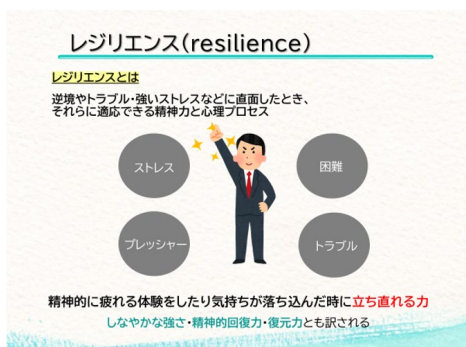 レジリエンス(resilience)
レジリエンスとは
逆境やトラブル・強いストレスなどに直面したとき、
それらに適応できる精神力と心理プロセス
ストレス
困難
プレッシャー
トラブル
精神的に疲れる体験をしたり気持ちが落ち込んだ時に立ち直れる力
しなやかな強さ・精神的回復力・復元力とも訳される